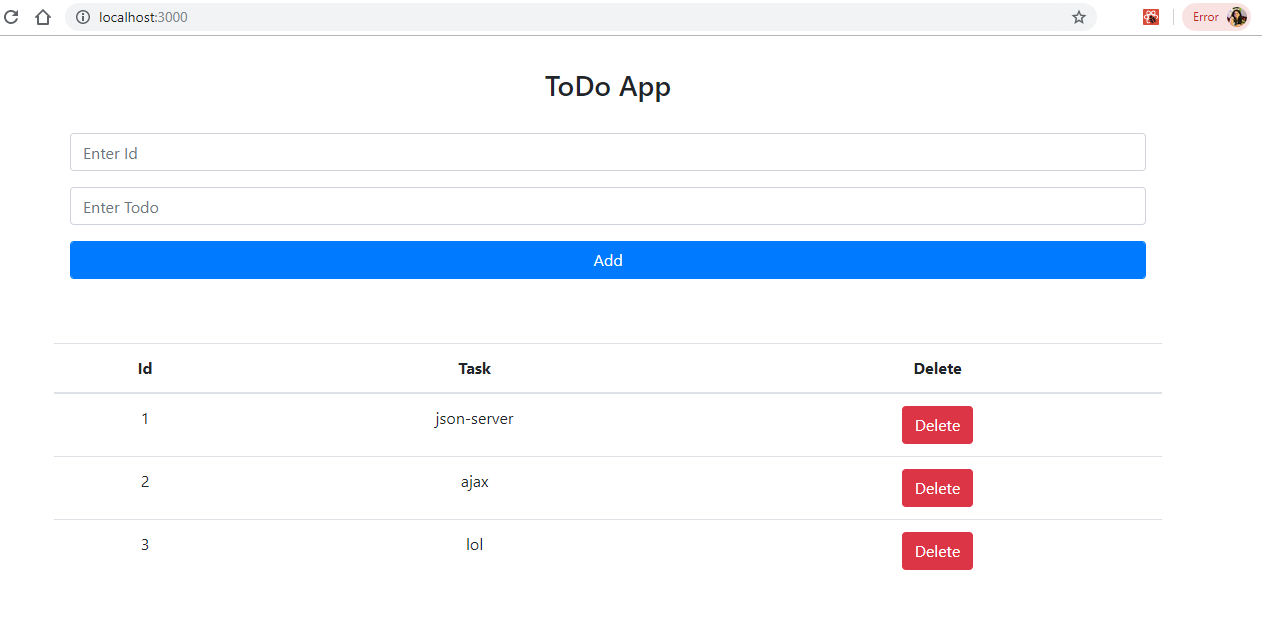 localhost:3000 Error
ToDo App
Enter Id
Enter Todo
Add
Id Task Delete
1 json-server Delete
2 ajax Delete
3 lol Delete